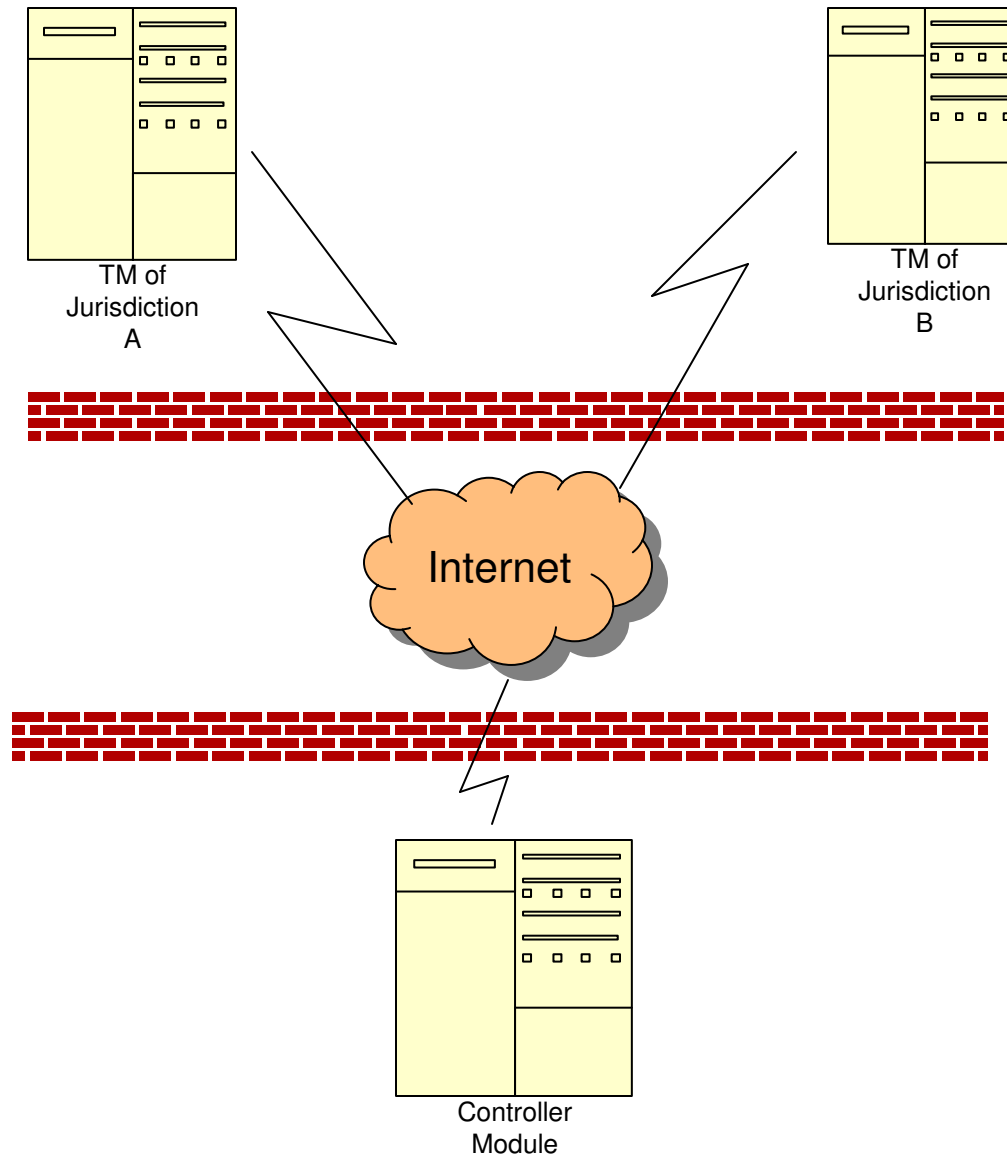 TM of
Jurisdiction
A
TM of
Jurisdiction
B
Internet
Controller
Module